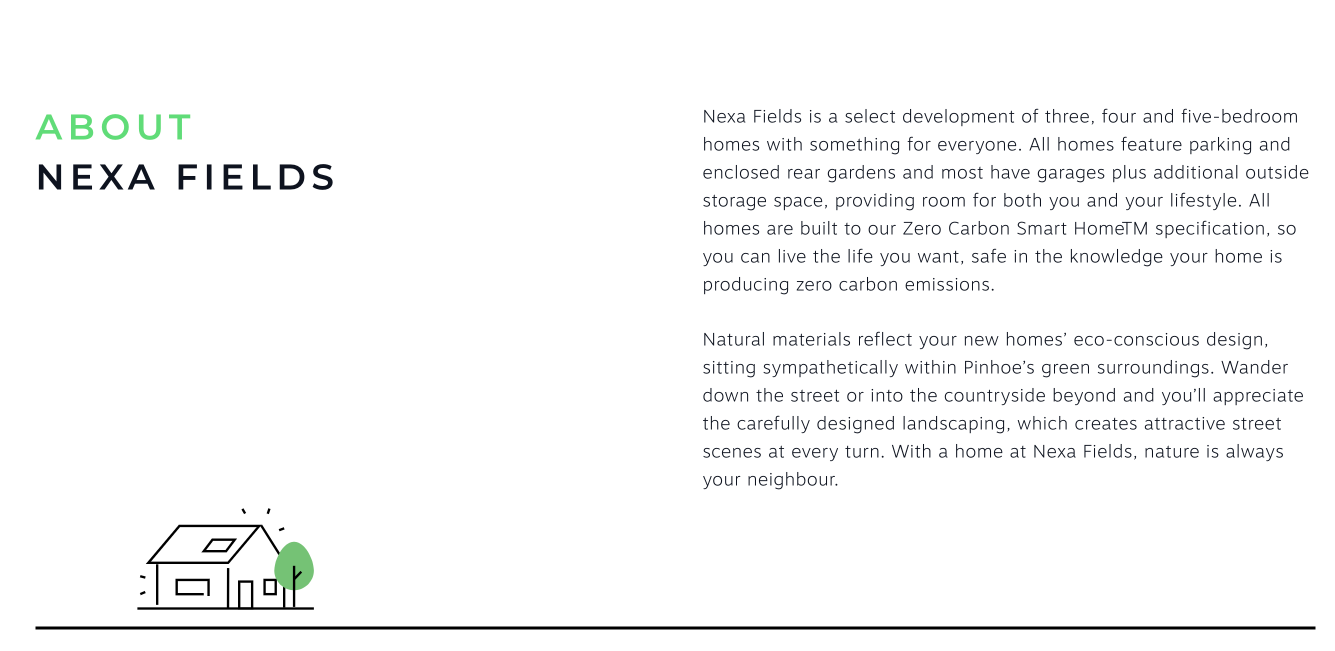 ABOUT
NEXA FIELDS
Nexa Fields is a select development of three, four and five-bedroom
homes with something for everyone. All homes feature parking and
enclosed rear gardens and most have garages plus additional outside
storage space, providing room for both you and your lifestyle. All
homes are built to our Zero Carbon Smart HomeTM specification, so
you can live the life you want, safe in the knowledge your home is
producing zero carbon emissions.
Natural materials reflect your new homes’ eco-conscious design,
sitting sympathetically within Pinhoe’s green surroundings. Wander
down the street or into the countryside beyond and you’ll appreciate
the carefully designed landscaping, which creates attractive street
scenes at every turn. With a home at Nexa Fields, nature is always
your neighbour.